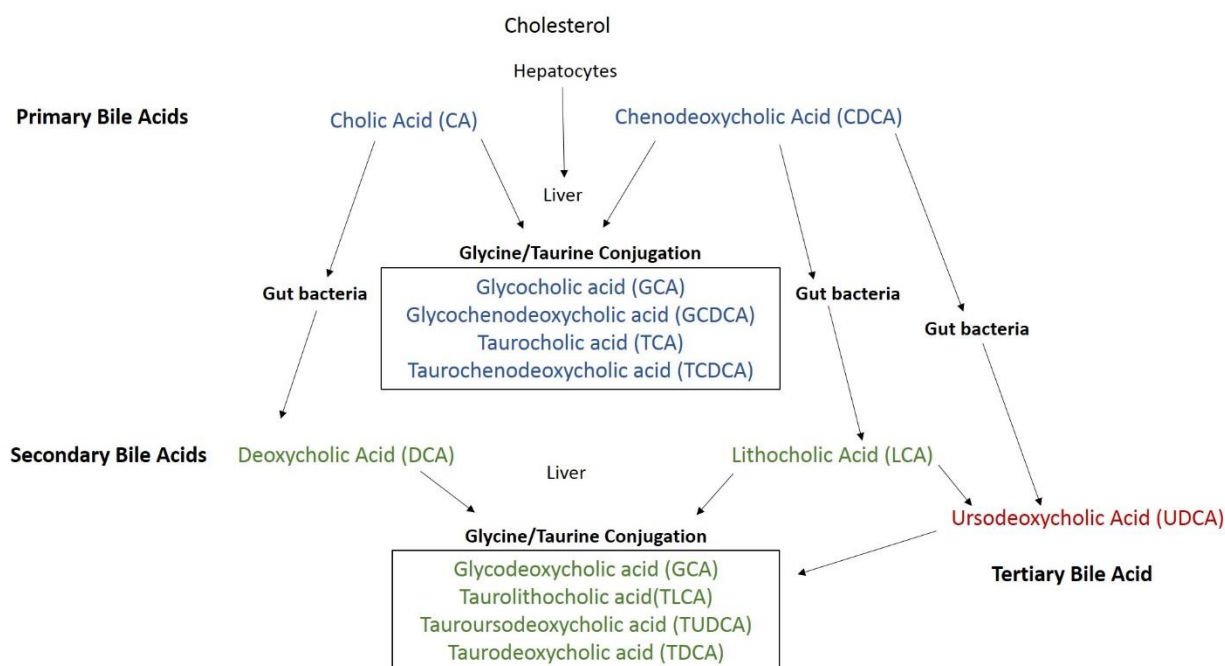 Cholesterol
Hepatocytes
Primary Bile Acids
Cholic Acid (CA)
Chenodeoxycholic Acid (CDCA)
Liver
Glycine/Taurine Conjugation
Glycocholic acid (GCA)
Glycochenodeoxycholic acid (GCDCA)
Taurocholic acid (TCA)
Taurochenodeoxycholic acid (TCDCA)
Gut bacteria
Gut bacteria
Gut bacteria
Secondary Bile Acids
Deoxycholic Acid (DCA)
Lithocholic Acid (LCA)
Liver
Ursodeoxycholic Acid (UDCA)
Tertiary Bile Acid
Glycine/Taurine Conjugation
Glycodeoxycholic acid (GCA)
Taurolithocholic acid(TLCA)
Tauroursodeoxycholic acid (TUDCA)
Taurodeoxycholic acid (TDCA)